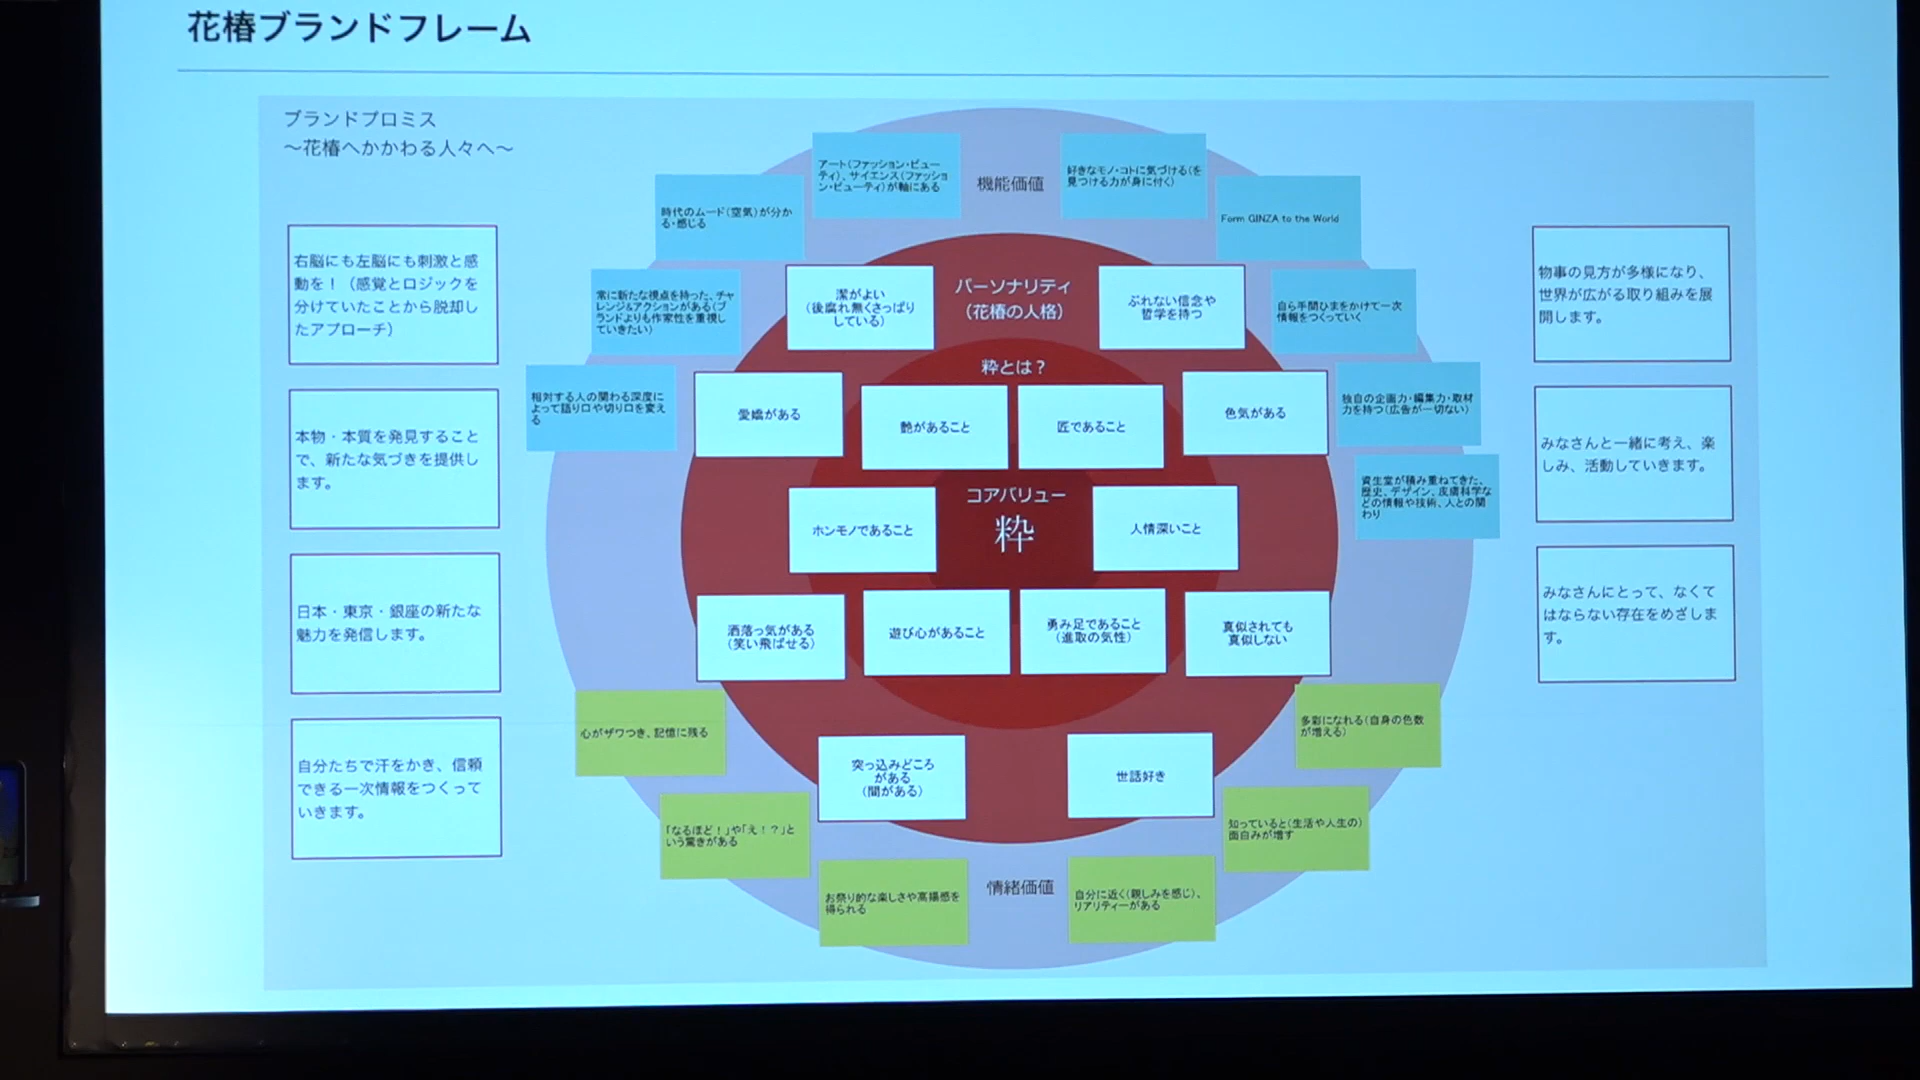 花椿ブランドフレーム
ブランドプロミス
〜花椿へかかわる人々へ〜
右脳にも左脳にも刺激と感
動を！（感覚とロジックを
分けていたことから脱却し
たアプローチ）
本物・本質を発見すること
で、新たな気づきを提供し
ます。
日本・東京・銀座の新たな
魅力を発信します。
自分たちで汗をかき、信頼
できる一次情報をつくって
いきます。
機能価値
アート（ファッション・ビュー
ティ）、サイエンス（ファッショ
ン・ビューティ）が軸にある
好きなモノ・コトに気づける（を
見つける力が身に付く）
時代のムード（空気）が分か
る・感じる
Form GINZA to the World
常に新たな視点を持った、チャ
レンジ&アクションがある（ブ
ランドよりも作家性を重視し
ていきたい）
自ら手間ひまをかけて一次
情報をつくっていく
相対する人の関わる深度に
よって語り口や切り口を変え
る
独自の企画力・編集力・取材
力を持つ（広告が一切ない）
資生堂が積み重ねてきた、
歴史、デザイン、皮膚科学な
どの情報や技術、人との関
わり
パーソナリティ
（花椿の人格）
潔がよい
（後腐れ無くさっぱり
している）
ぶれない信念や
哲学を持つ
愛嬌がある
色気がある
洒落っ気がある
（笑い飛ばせる）
真似されても
真似しない
突っ込みどころ
がある
（間がある）
世話好き
粋とは？
艶があること
匠であること
ホンモノであること
人情深いこと
遊び心があること
勇み足であること
（進取の気性）
コアバリュー
粋
心がザワつき、記憶に残る
多彩になれる（自身の色数
が増える）
「なるほど！」や「え！？」と
いう驚きがある
知っていると（生活や人生の）
面白みが増す
お祭り的な楽しさや高揚感を
得られる
情緒価値
自分に近く（親しみを感じ）、
リアリティーがある
物事の見方が多様になり、
世界が広がる取り組みを展
開します。
みなさんと一緒に考え、楽
しみ、活動していきます。
みなさんにとって、なくて
はならない存在をめざしま
す。